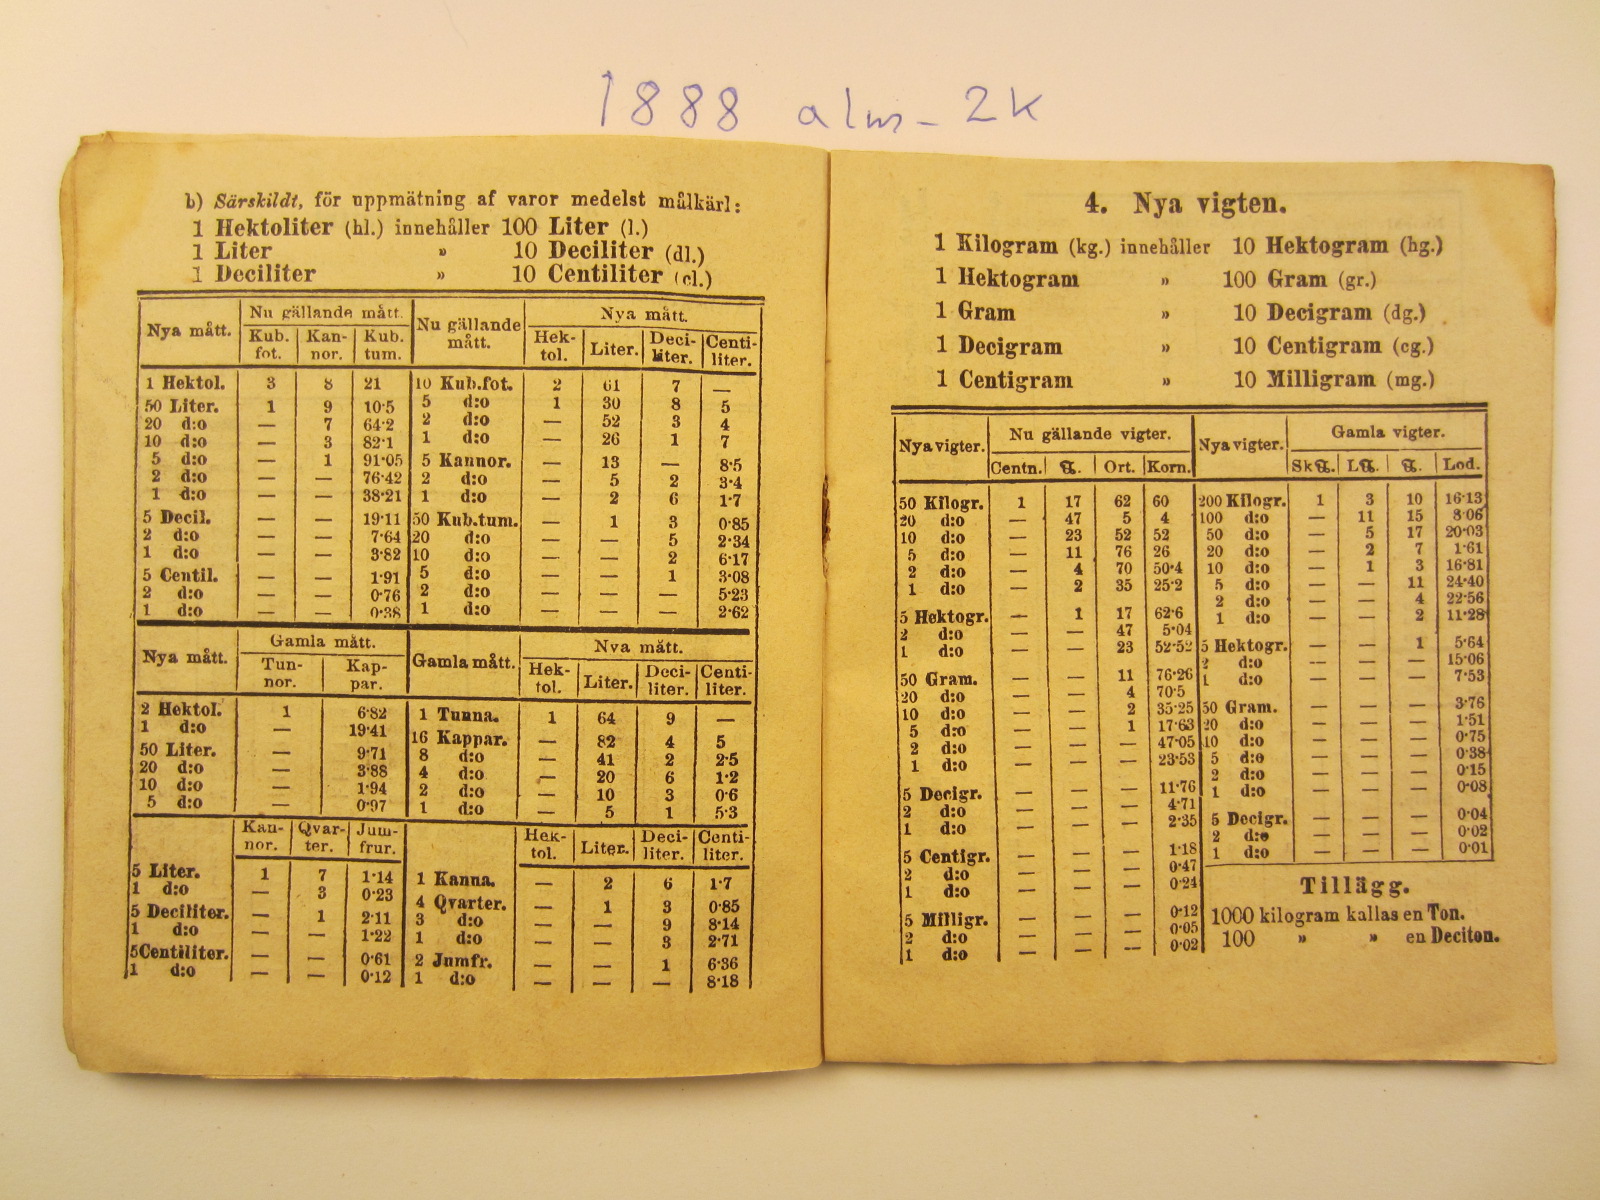 1888 alm- 2k
b) Särskildt, för uppmätning af varor medelst målkärl:
1 Hektoliter (hl.) innehåller 100 Liter (l.)
1 Liter » 10 Deciliter (dl.)
1 Deciliter » 10 Centiliter (cl.)
Nya mått. Nu gällande mått. Nu gällande mått. Nya mått.
Kub. fot. Kan- nor. Kub. tum. Hek- tol. Liter. Deci- liter. Centi- liter.
1 Hektol. 3 8 21 10 Kub.fot. 2 61 7 —
50 Liter. 1 9 10·5 5 d:o 1 30 8 5
20 d:o — 7 64·2 2 d:o — 52 3 4
10 d:o — 3 82·1 1 d:o — 26 1 7
5 d:o — 1 91·05 5 Kannor. — 13 — 8·5
2 d:o — — 76·42 2 d:o — 5 2 3·4
1 d:o — — 38·21 1 d:o — 2 6 1·7
5 Decil. — — 19·11 50 Kub.tum. — 1 3 0·85
2 d:o — — 7·64 20 d:o — — 5 2·34
1 d:o — — 3·82 10 d:o — — 2 6·17
5 Centil. — — 1·91 5 d:o — — 1 3·08
2 d:o — — 0·76 2 d:o — — — 5·23
1 d:o — — 0·38 1 d:o — — — 2·62
Nya mått. Gamla mått. Gamla mått. Nya mått.
Tun- nor. Kap- par. Hek- tol. Liter. Deci- liter. Centi- liter.
2 Hektol. 1 6·82 1 Tunna. 1 64 9 —
1 d:o — 19·41 16 Kappar. — 82 4 5
50 Liter. — 9·71 8 d:o — 41 2 2·5
20 d:o — 3·88 4 d:o — 20 6 1·2
10 d:o — 1·94 2 d:o — 10 3 0·6
5 d:o — 0·97 1 d:o — 5 1 5·3
Kan- nor. Qvar- ter. Jum- frur. Hek- tol. Liter. Deci- liter. Centi- liter.
5 Liter. 1 7 1·14 1 Kanna. — 2 6 1·7
1 d:o — 3 0·23 4 Qvarter. — 1 3 0·85
5 Deciliter. — 1 2·11 3 d:o — — 9 8·14
1 d:o — — 1·22 1 d:o — — 3 2·71
5 Centiliter. — — 0·61 2 Jumfr. — — 1 6·36
1 d:o — — 0·12 1 d:o — — — 8·18
4. Nya vigten.
1 Kilogram (kg.) innehåller 10 Hektogram (hg.)
1 Hektogram » 100 Gram (gr.)
1 Gram » 10 Decigram (dg.)
1 Decigram » 10 Centigram (cg.)
1 Centigram » 10 Milligram (mg.)
Nya vigter. Nu gällande vigter. Nya vigter. Gamla vigter.
Centn. ℔. Ort. Korn. Sk℔. L℔. ℔. Lod.
50 Kilogr. 1 17 62 60 200 Kilogr. 1 3 10 16·13
20 d:o — 47 5 4 100 d:o — 11 15 8·06
10 d:o — 23 52 52 50 d:o — 5 17 20·03
5 d:o — 11 76 26 20 d:o — 2 7 1·61
2 d:o — 4 70 50·4 10 d:o — 1 3 16·81
1 d:o — 2 35 25·2 5 d:o — — 11 24·40
2 d:o — — 4 22·56
5 Hektogr. — 1 17 62·6 1 d:o — — 2 11·28
2 d:o — — 47 5·04
1 d:o — — 23 52·52 5 Hektogr. — — 1 5·64
2 d:o — — — 15·06
50 Gram. — — 11 76·26 1 d:o — — — 7·53
20 d:o — — 4 70·5
10 d:o — — 2 35·25 50 Gram. — — — 3·76
5 d:o — — 1 17·63 20 d:o — — — 1·51
2 d:o — — — 47·05 10 d:o — — — 0·75
1 d:o — — — 23·53 5 d:o — — — 0·38
2 d:o — — — 0·15
5 Decigr. — — — 11·76 1 d:o — — — 0·08
2 d:o — — — 4·71
1 d:o — — — 2·35 5 Decigr. — — — 0·04
2 d:o — — — 0·02
5 Centigr. — — — 1·18 1 d:o — — — 0·01
2 d:o — — — 0·47
1 d:o — — — 0·24
5 Milligr. — — — 0·12
2 d:o — — — 0·05
1 d:o — — — 0·02
Tillägg.
1000 kilogram kallas en Ton.
100 » » en Deciton.